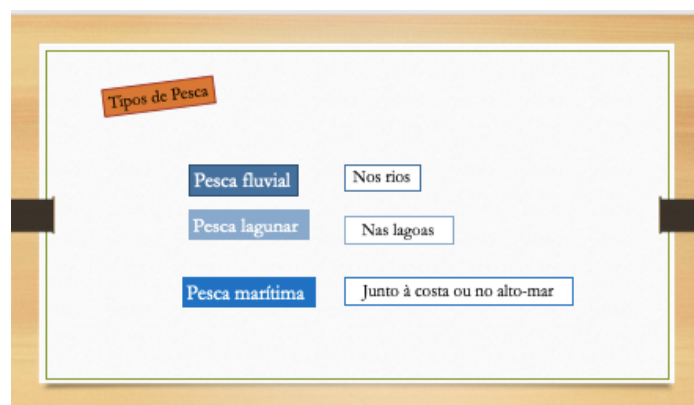 Tipos de Pesca
Pesca fluvial Nos rios
Pesca lagunar Nas lagoas
Pesca marítima Junto à costa ou no alto-mar